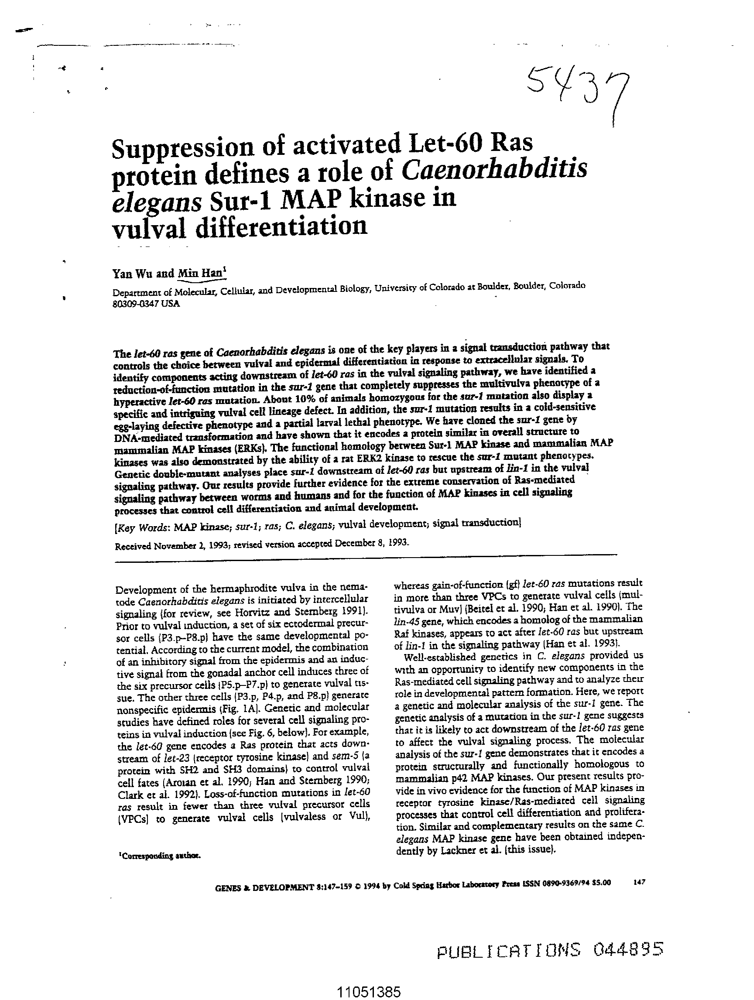 5437
Suppression of activated Let-60 Ras
protein defines a role of Caenorhabditis
elegans Sur-1 MAP kinase in
vulval differentiation
Yan Wu and Min Han¹
Department of Molecular, Cellular, and Developmental Biology, University of Colorado at Boulder, Boulder, Colorado
80309-0347 USA
The let-60 ras gene of Caenorhabditis elegans is one of the key players in a signal transduction pathway that
controls the choice between vulval and epidermal differentiation in response to extracellular signals. To
identify components acting downstream of let-60 ras in the vulval signaling pathway, we have identified a
reduction-of-function mutation in the sur-1 gene that completely suppresses the multivulva phenotype of a
hyperactive let-60 ras mutation. About 10% of animals homozygous for the sur-1 mutation also display a
specific and intriguing vulval cell lineage defect. In addition, the sur-1 mutation results in a cold-sensitive
egg-laying defective phenotype and a partial larval lethal phenotype. We have cloned the sur-1 gene by
DNA-mediated transformation and have shown that it encodes a protein similar in overall structure to
mammalian MAP kinases (ERKs). The functional homology between Sur-1 MAP kinase and mammalian MAP
kinases was also demonstrated by the ability of a rat ERK2 kinase to rescue the sur-1 mutant phenotypes.
Genetic double-mutant analyses place sur-1 downstream of let-60 ras but upstream of lin-1 in the vulval
signaling pathway. Our results provide further evidence for the extreme conservation of Ras-mediated
signaling pathway between worms and humans and for the function of MAP kinases in cell signaling
processes that control cell differentiation and animal development.
[Key Words: MAP kinase; sur-1; ras; C. elegans; vulval development; signal transduction]
Received November 2, 1993; revised version accepted December 8, 1993.
Development of the hermaphrodite vulva in the nema-
tode Caenorhabditis elegans is initiated by intercellular
signaling (for review, see Horvitz and Sternberg 1991).
Prior to vulval induction, a set of six ectodermal precur-
sor cells (P3.p–P8.p) have the same developmental po-
tential. According to the current model, the combination
of an inhibitory signal from the epidermis and an induc-
tive signal from the gonadal anchor cell induces three of
the six precursor cells (P5.p–P7.p) to generate vulval tis-
sue. The other three cells (P3.p, P4.p, and P8.p) generate
nonspecific epidermis (Fig. 1A). Genetic and molecular
studies have defined roles for several cell signaling pro-
teins in vulval induction (see Fig. 6, below). For example,
the let-60 gene encodes a Ras protein that acts down-
stream of let-23 (receptor tyrosine kinase) and sem-5 (a
protein with SH2 and SH3 domains) to control vulval
cell fates (Aroian et al. 1990; Han and Sternberg 1990;
Clark et al. 1992). Loss-of-function mutations in let-60
ras result in fewer than three vulval precursor cells
(VPCs) to generate vulval cells (vulvaless or Vul),
¹Corresponding author.
whereas gain-of-function (gf) let-60 ras mutations result
in more than three VPCs to generate vulval cells (mul-
tivulva or Muv) (Beitel et al. 1990; Han et al. 1990). The
lin-45 gene, which encodes a homolog of the mammalian
Raf kinases, appears to act after let-60 ras but upstream
of lin-1 in the signaling pathway (Han et al. 1993).
Well-established genetics in C. elegans provided us
with an opportunity to identify new components in the
Ras-mediated cell signaling pathway and to analyze their
role in developmental pattern formation. Here, we report
a genetic and molecular analysis of the sur-1 gene. The
genetic analysis of a mutation in the sur-1 gene suggests
that it is likely to act downstream of the let-60 ras gene
to affect the vulval signaling process. The molecular
analysis of the sur-1 gene demonstrates that it encodes a
protein structurally and functionally homologous to
mammalian p42 MAP kinases. Our present results pro-
vide in vivo evidence for the function of MAP kinases in
receptor tyrosine kinase/Ras-mediated cell signaling
processes that control cell differentiation and prolifera-
tion. Similar and complementary results on the same C.
elegans MAP kinase gene have been obtained indepen-
dently by Lackner et al. (this issue).
GENES & DEVELOPMENT 8:147–159 © 1994 by Cold Spring Harbor Laboratory Press ISSN 0890-9369/94 $5.00 147
PUBLICATIONS 044895
11051385